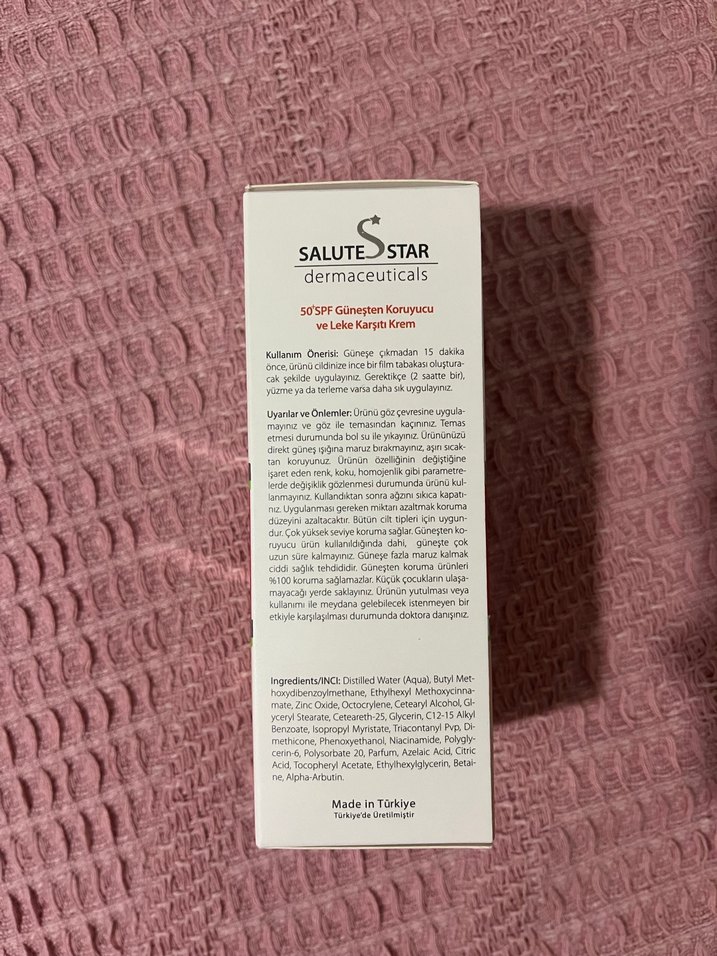 SALUTE STAR
dermaceuticals
50+SPF Güneşten Koruyucu
ve Leke Karşıtı Krem
Kullanım Önerisi: Güneşe çıkmadan 15 dakika
önce, ürünü cildinize ince bir film tabakası oluştura-
cak şekilde uygulayınız. Gerektikçe (2 saatte bir),
yüzme ya da terleme varsa daha sık uygulayınız.
Uyarılar ve Önlemler: Ürünü göz çevresine uygula-
mayınız ve göz ile temasından kaçınınız. Temas
etmesi durumunda bol su ile yıkayınız. Ürününüzü
direkt güneş ışığına maruz bırakmayınız, aşırı sıcak-
tan koruyunuz. Ürünün özelliğinin değiştiğine
işaret eden renk, koku, homojenlik gibi parametre-
lerde değişiklik gözlenmesi durumunda ürünü kul-
lanmayınız. Kullandıktan sonra ağzını sıkıca kapatı-
nız. Uygulanması gereken miktarı azaltmak koruma
düzeyini azaltacaktır. Bütün cilt tipleri için uygun-
dur. Çok yüksek seviye koruma sağlar. Güneşten ko-
ruyucu ürün kullanıldığında dahi, güneşte çok
uzun süre kalmayınız. Güneşe fazla maruz kalmak
ciddi sağlık tehdididir. Güneşten koruma ürünleri
%100 koruma sağlamazlar. Küçük çocukların ulaşa-
mayacağı yerde saklayınız. Ürünün yutulması veya
kullanımı ile meydana gelebilecek istenmeyen bir
etkiyle karşılaşılması durumunda doktora danışınız.
Ingredients/INCI: Distilled Water (Aqua), Butyl Met-
hoxydibenzoylmethane, Ethylhexyl Methoxycinna-
mate, Zinc Oxide, Octocrylene, Cetearyl Alcohol, Gl-
yceryl Stearate, Ceteareth-25, Glycerin, C12-15 Alkyl
Benzoate, Isopropyl Myristate, Triacontanyl Pvp, Di-
methicone, Phenoxyethanol, Niacinamide, Polygly-
cerin-6, Polysorbate 20, Parfum, Azelaic Acid, Citric
Acid, Tocopheryl Acetate, Ethylhexylglycerin, Betai-
ne, Alpha-Arbutin.
Made in Türkiye
Türkiye'de Üretilmiştir